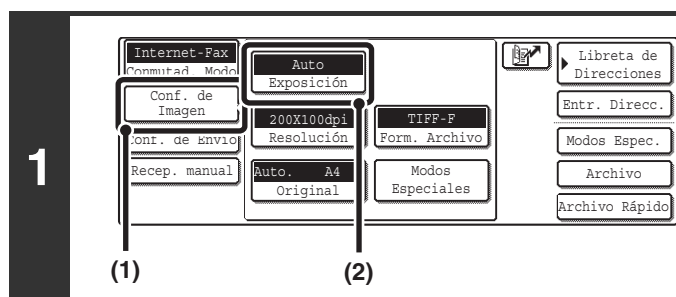 1
Internet-Fax
Conmutad. Modo
Conf. de
Imagen
Conf. de Envío
Recep. manual
Auto
Exposición
200X100dpi
Resolución
Auto. A4
Original
TIFF-F
Form. Archivo
Modos
Especiales
Libreta de
Direcciones
Entr. Direcc.
Modos Espec.
Archivo
Archivo Rápido
(1)
(2)